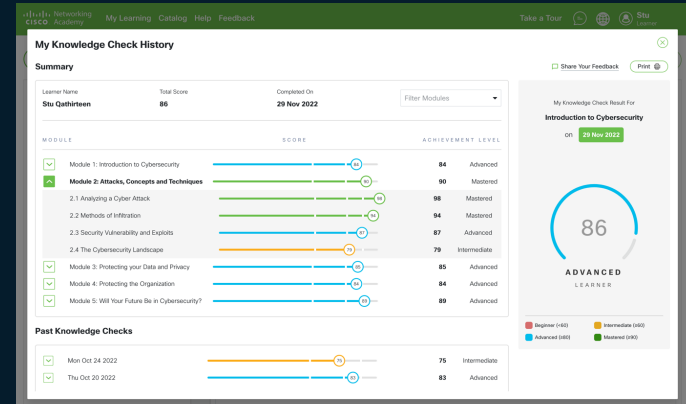 Networking
CISCO Academy
My Learning Catalog Help Feedback
Take a Tour
Stu
Learner
My Knowledge Check History
Summary
Share Your Feedback
Print
Learner Name Total Score Completed On
Stu Qathirteen 86 29 Nov 2022
Filter Modules
MODULE SCORE ACHIEVEMENT LEVEL
Module 1: Introduction to Cybersecurity 84 84 Advanced
Module 2: Attacks, Concepts and Techniques 90 90 Mastered
2.1 Analyzing a Cyber Attack 98 98 Mastered
2.2 Methods of Infiltration 94 94 Mastered
2.3 Security Vulnerability and Exploits 87 87 Advanced
2.4 The Cybersecurity Landscape 79 79 Intermediate
Module 3: Protecting your Data and Privacy 85 85 Advanced
Module 4: Protecting the Organization 84 84 Advanced
Module 5: Will Your Future Be in Cybersecurity? 89 89 Advanced
Past Knowledge Checks
Mon Oct 24 2022 75 75 Intermediate
Thu Oct 20 2022 83 83 Advanced
My Knowledge Check Result For
Introduction to Cybersecurity
on 29 Nov 2022
86
ADVANCED
LEARNER
Beginner (<60) Intermediate (≥60)
Advanced (≥80) Mastered (≥90)